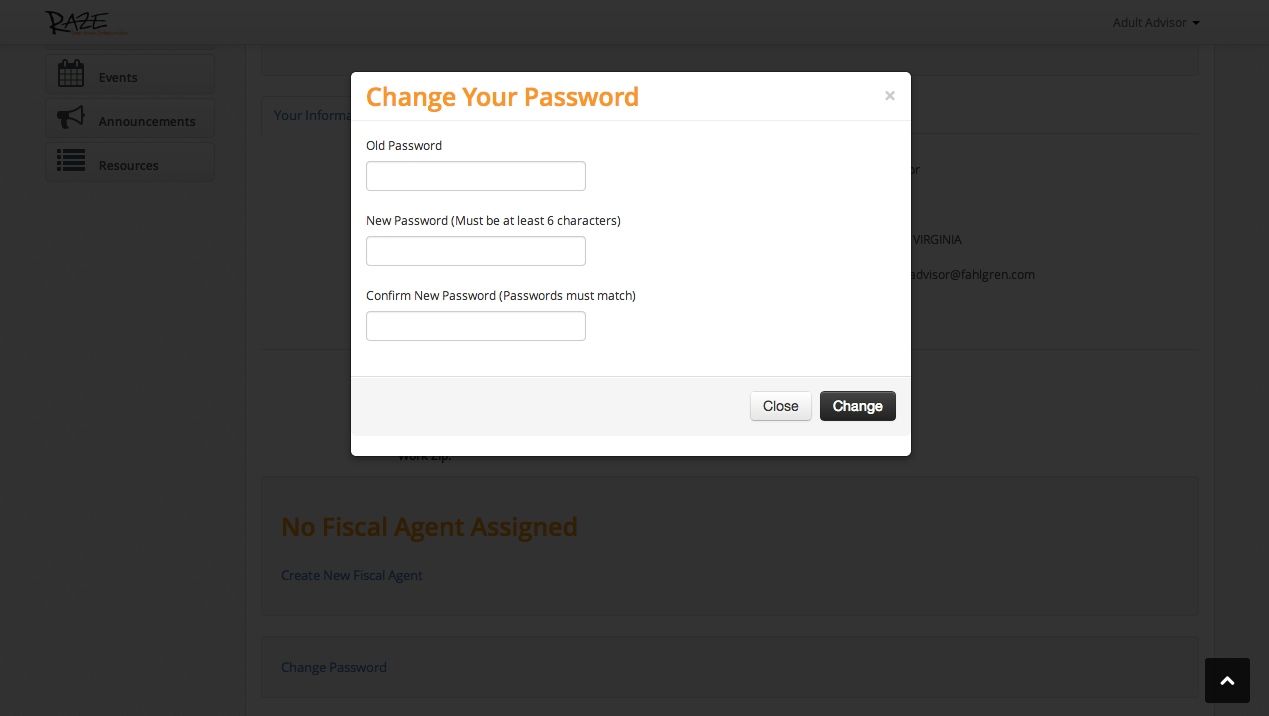 RAZE
Adult Advisor
Events
Announcements
Resources
Your Informa
or
VIRGINIA
advisor@fahlgren.com
Change Your Password
×
Old Password
New Password (Must be at least 6 characters)
Confirm New Password (Passwords must match)
Close
Change
Work Zip:
No Fiscal Agent Assigned
Create New Fiscal Agent
Change Password